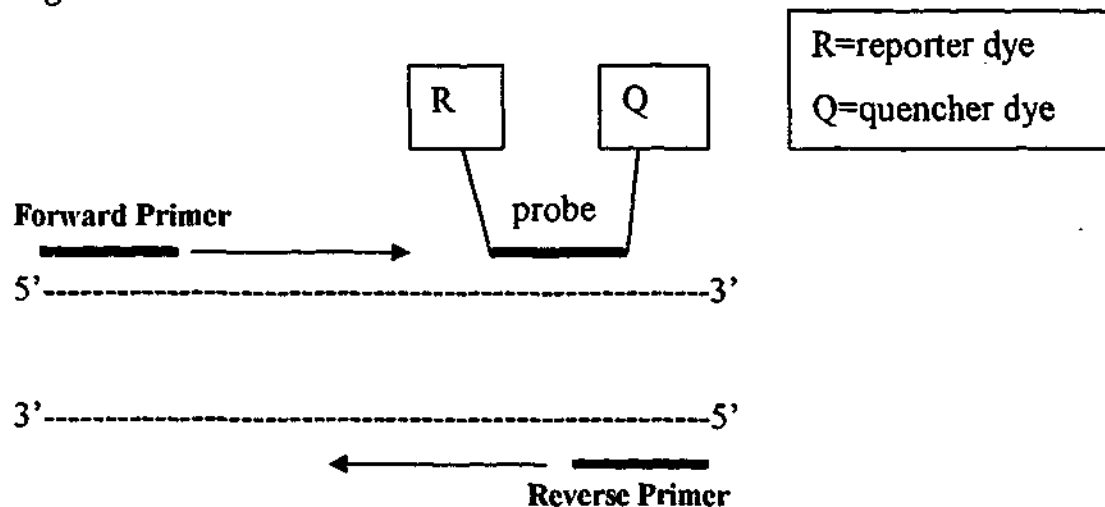 R=reporter dye
Q=quencher dye
R
Q
probe
Forward Primer
5'-3'
3'-5'
Reverse Primer